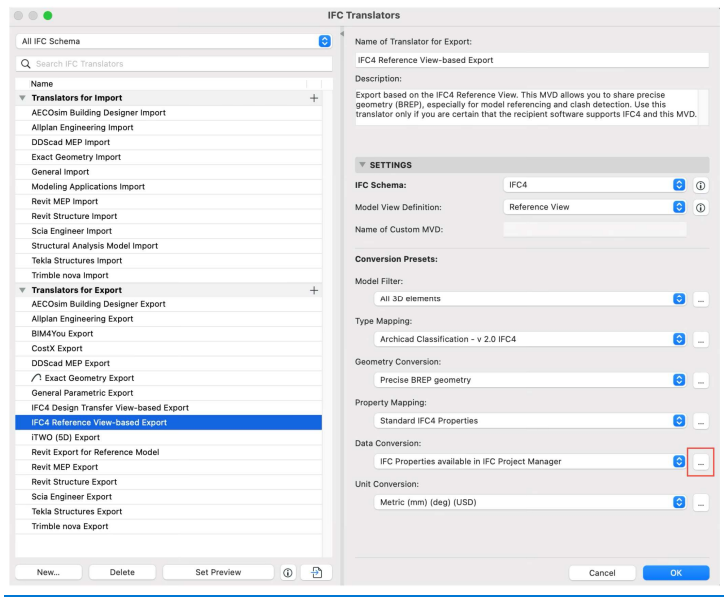 IFC Translators
All IFC Schema
Search IFC Translators
Name
Translators for Import
AECOsim Building Designer Import
Allplan Engineering Import
DDScad MEP Import
Exact Geometry Import
General Import
Modeling Applications Import
Revit MEP Import
Revit Structure Import
Scia Engineer Import
Structural Analysis Model Import
Tekla Structures Import
Trimble nova Import
Translators for Export
AECOsim Building Designer Export
Allplan Engineering Export
BIM4You Export
CostX Export
DDScad MEP Export
Exact Geometry Export
General Parametric Export
IFC4 Design Transfer View-based Export
IFC4 Reference View-based Export
iTWO (5D) Export
Revit Export for Reference Model
Revit MEP Export
Revit Structure Export
Scia Engineer Export
Tekla Structures Export
Trimble nova Export
New...
Delete
Set Preview
Name of Translator for Export:
IFC4 Reference View-based Export
Description:
Export based on the IFC4 Reference View. This MVD allows you to share precise
geometry (BREP), especially for model referencing and clash detection. Use this
translator only if you are certain that the recipient software supports IFC4 and this MVD.
SETTINGS
IFC Schema: IFC4
Model View Definition: Reference View
Name of Custom MVD:
Conversion Presets:
Model Filter:
All 3D elements ...
Type Mapping:
Archicad Classification - v 2.0 IFC4 ...
Geometry Conversion:
Precise BREP geometry ...
Property Mapping:
Standard IFC4 Properties ...
Data Conversion:
IFC Properties available in IFC Project Manager ...
Unit Conversion:
Metric (mm) (deg) (USD) ...
Cancel
OK